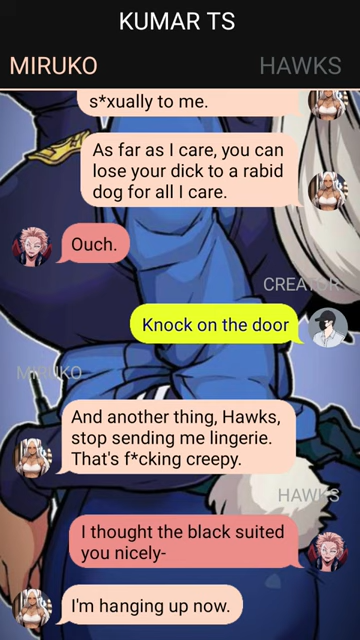 KUMAR TS
MIRUKO
HAWKS
s*xually to me.
As far as I care, you can
lose your dick to a rabid
dog for all I care.
Ouch.
CREATOR
Knock on the door
MIRUKO
And another thing, Hawks,
stop sending me lingerie.
That's f*cking creepy.
HAWKS
I thought the black suited
you nicely-
I'm hanging up now.